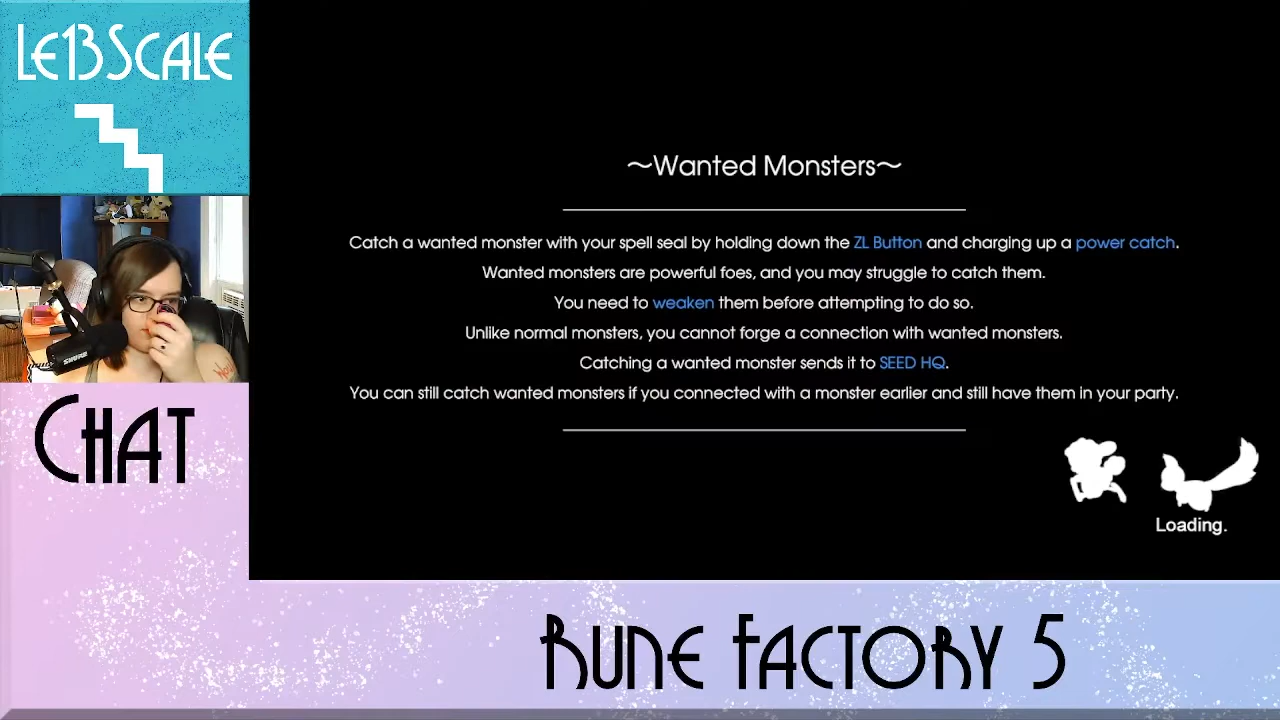 Le13Scale
~Wanted Monsters~
Catch a wanted monster with your spell seal by holding down the ZL Button and charging up a power catch.
Wanted monsters are powerful foes, and you may struggle to catch them.
You need to weaken them before attempting to do so.
Unlike normal monsters, you cannot forge a connection with wanted monsters.
Catching a wanted monster sends it to SEED HQ.
You can still catch wanted monsters if you connected with a monster earlier and still have them in your party.
Loading.
SHURE
Chat
Rune Factory 5